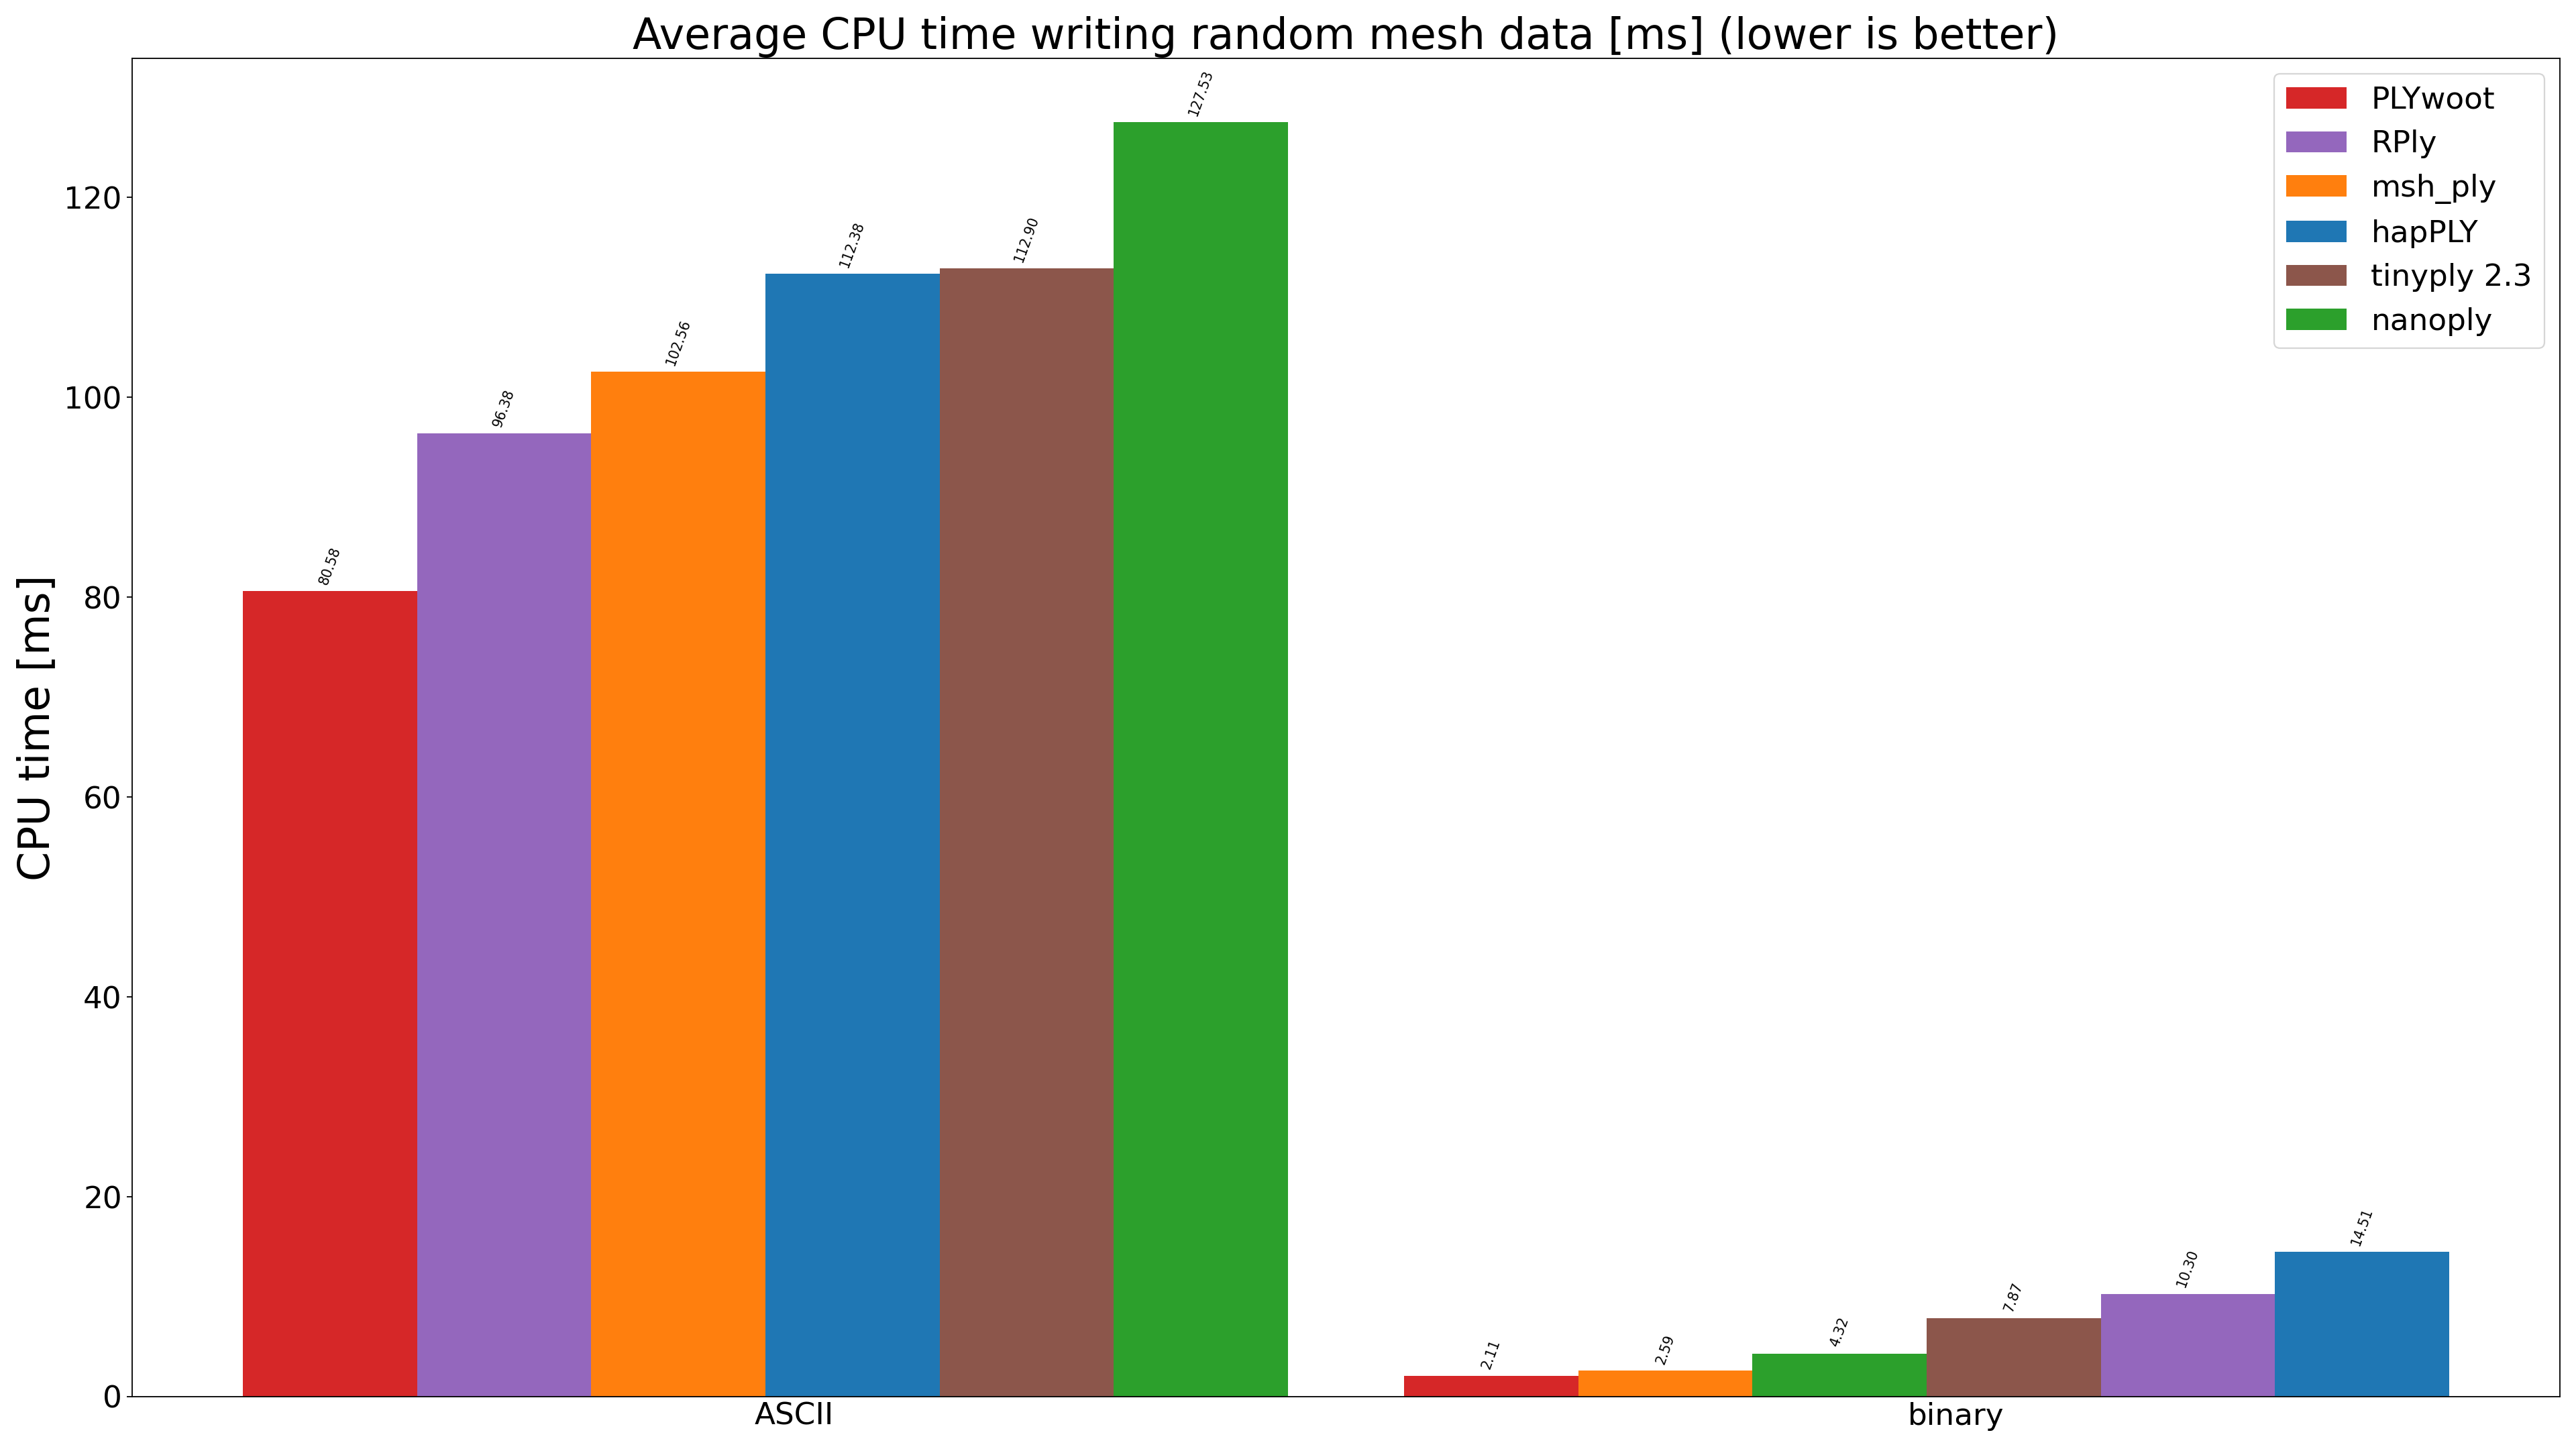 Average CPU time writing random mesh data [ms] (lower is better)
CPU time [ms]
120
100
80
60
40
20
0
80.58
96.38
102.56
112.38
112.90
127.53
2.11
2.59
4.32
7.87
10.30
14.51
ASCII
binary
PLYwoot
RPly
msh_ply
hapPLY
tinyply 2.3
nanoply